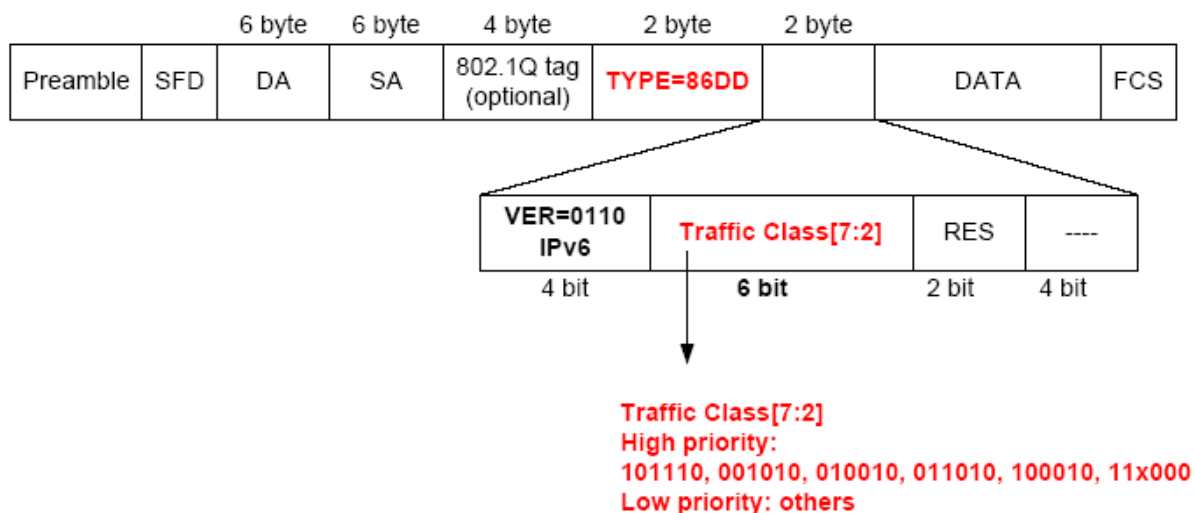 6 byte 6 byte 4 byte 2 byte 2 byte
Preamble SFD DA SA 802.1Q tag (optional) TYPE=86DD DATA FCS
VER=0110 IPv6 Traffic Class[7:2] RES ----
4 bit 6 bit 2 bit 4 bit
Traffic Class[7:2]
High priority:
101110, 001010, 010010, 011010, 100010, 11x000
Low priority: others